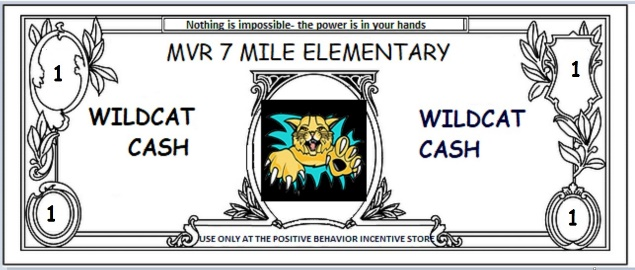 Nothing is impossible- the power is in your hands
MVR 7 MILE ELEMENTARY
1
1
WILDCAT
CASH
WILDCAT
CASH
1
1
USE ONLY AT THE POSITIVE BEHAVIOR INCENTIVE STORE